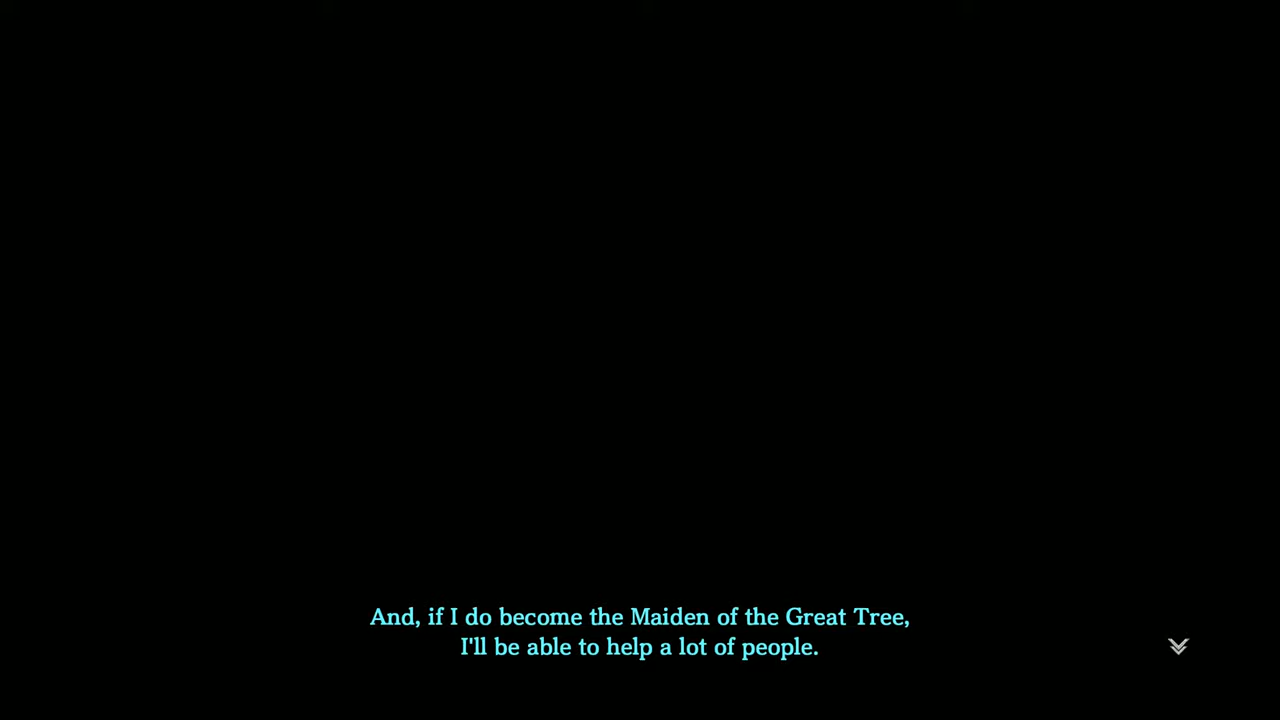 And, if I do become the Maiden of the Great Tree,
I'll be able to help a lot of people.